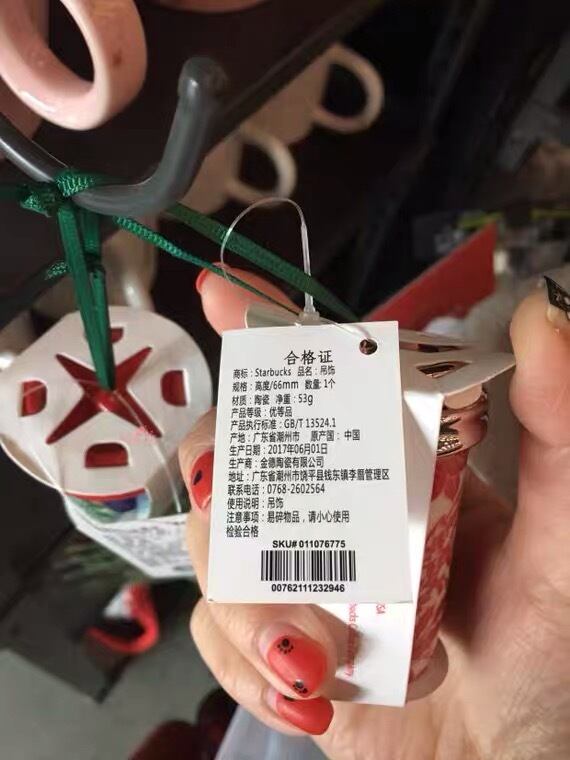 合格证
商标：Starbucks 品名：吊饰
规格：高度/66mm 数量：1个
材质：陶瓷 净重：53g
产品等级：优等品
产品执行标准：GB/T 13524.1
产地：广东省潮州市 原产国：中国
生产日期：2017年06月01日
生产商：金德陶瓷有限公司
地址：广东省潮州市饶平县钱东镇李厝管理区
联系电话：0768-2602564
使用说明：吊饰
注意事项：易碎物品，请小心使用
检验合格
SKU# 011076775
00762111232946